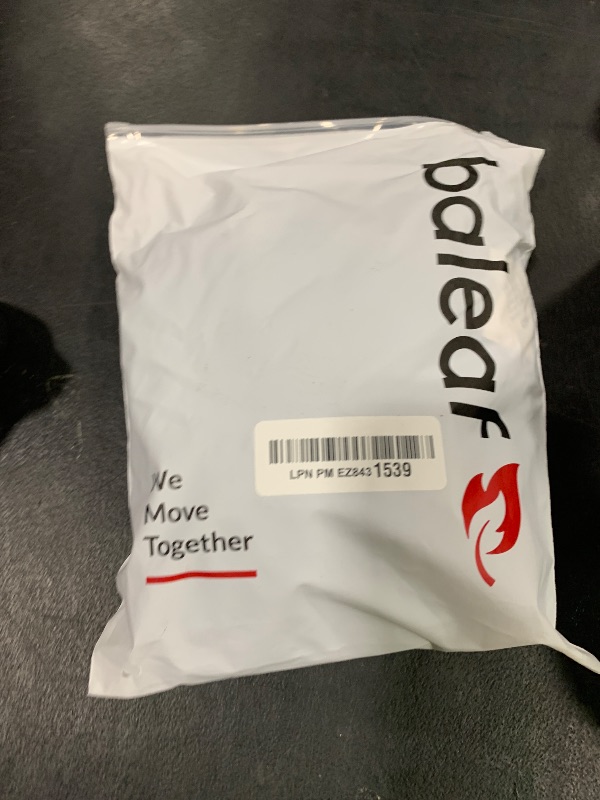 baleaf
LPN PM EZ843 1539
We
Move
Together